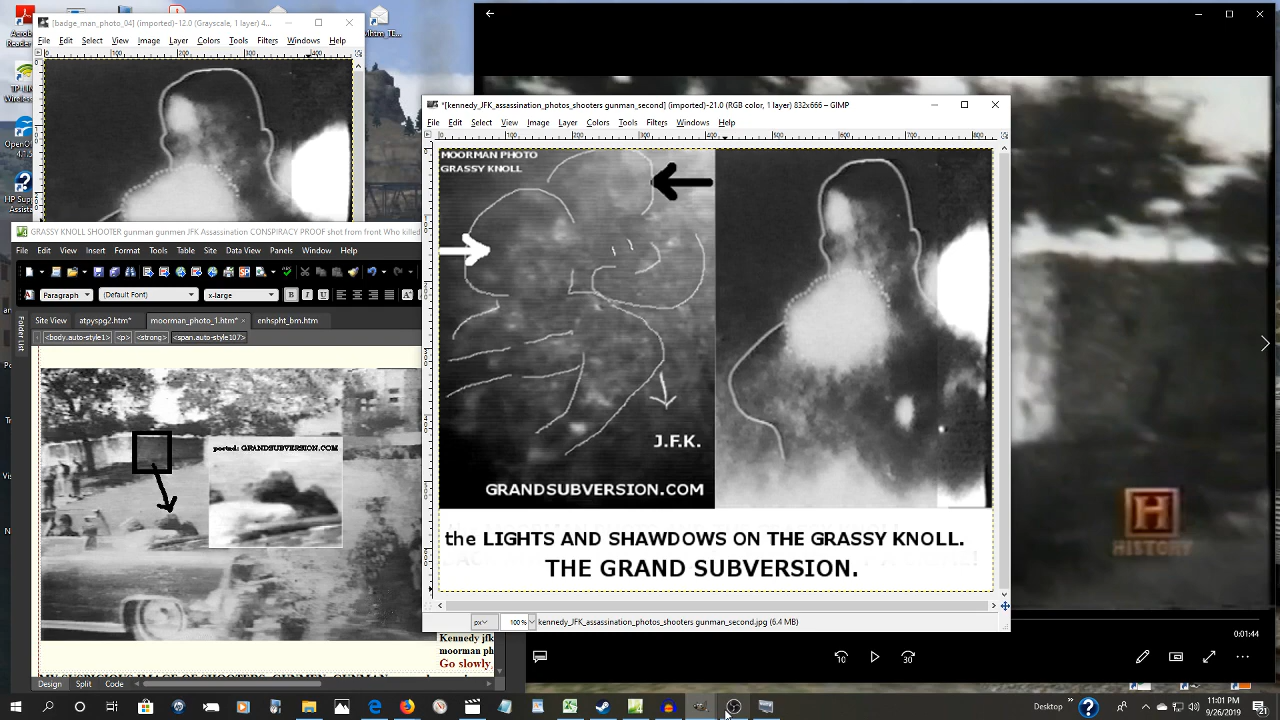 [badge_man_photo_04] (imported)-12.0 (Grayscale, 1 layer) 4...
File Edit Select View Image Layer Colors Tools Filters Windows Help
*[kennedy_JFK_assassination_photos_shooters gunman_second] (imported)-21.0 (RGB color, 1 layer) 832x666 – GIMP
File Edit Select View Image Layer Colors Tools Filters Windows Help
MOORMAN PHOTO
GRASSY KNOLL
J.F.K.
GRANDSUBVERSION.COM
the LIGHTS AND SHAWDOWS ON THE GRASSY KNOLL.
THE GRAND SUBVERSION.
px 100% kennedy_JFK_assassination_photos_shooters gunman_second.jpg (6.4 MB)
GRASSY KNOLL SHOOTER gunman gunmen JFK Assassination CONSPIRACY PROOF shot from front Who killed
File Edit View Insert Format Tools Table Site Data View Panels Window Help
Paragraph (Default Font) x-large B I U
Site View atpyspg2.htm* moorman_photo_1.htm* enhspht_bm.htm
<body.auto-style1> <p> <strong> <span.auto-style107>
Folder List
posted: GRANDSUBVERSION.COM
Kennedy jfk
moorman ph
Go slowly,
Design Split Code
H
HISTORY
0:01:44
10 30
Desktop
11:01 PM
9/26/2019